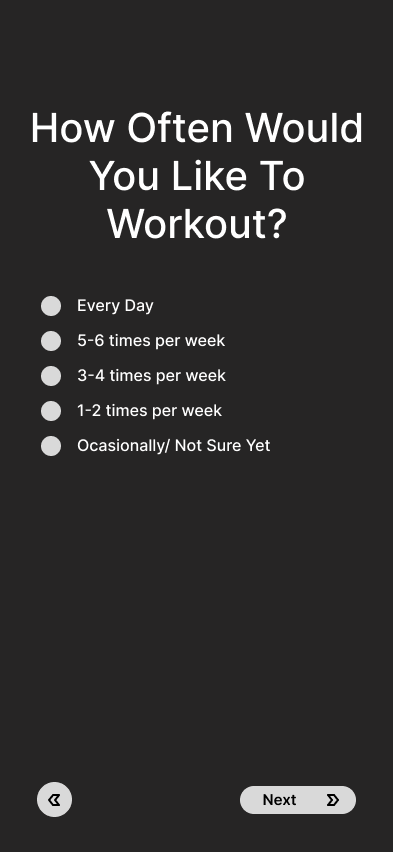 How Often Would
You Like To
Workout?
Every Day
5-6 times per week
3-4 times per week
1-2 times per week
Ocasionally/ Not Sure Yet
Next